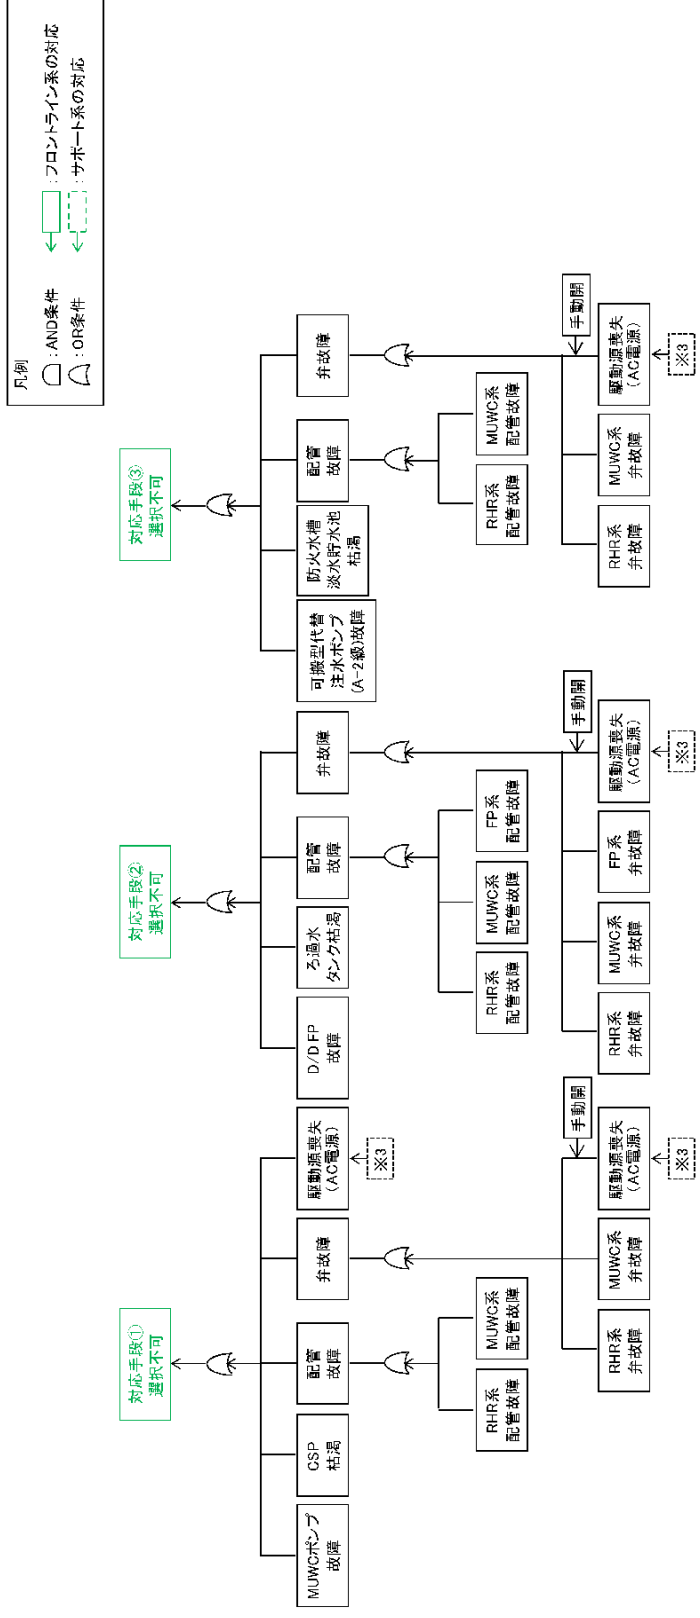 凡例
:AND条件
:フロントライン系の対応
:OR条件
:サポート系の対応
対応手段①
選択不可
MUWCポンプ
故障
CSP
枯渇
配管
故障
弁故障
駆動源喪失
(AC電源)
※3
RHR系
配管故障
MUWC系
配管故障
手動開
RHR系
弁故障
MUWC系
弁故障
駆動源喪失
(AC電源)
※3
対応手段②
選択不可
D/D FP
故障
ろ過水
タンク枯渇
配管
故障
弁故障
RHR系
配管故障
MUWC系
配管故障
FP系
配管故障
手動開
RHR系
弁故障
MUWC系
弁故障
FP系
弁故障
駆動源喪失
(AC電源)
※3
対応手段③
選択不可
可搬型代替
注水ポンプ
(A-2級)故障
防火水槽
淡水貯水池
枯渇
配管
故障
弁故障
RHR系
配管故障
MUWC系
配管故障
手動開
RHR系
弁故障
MUWC系
弁故障
駆動源喪失
(AC電源)
※3